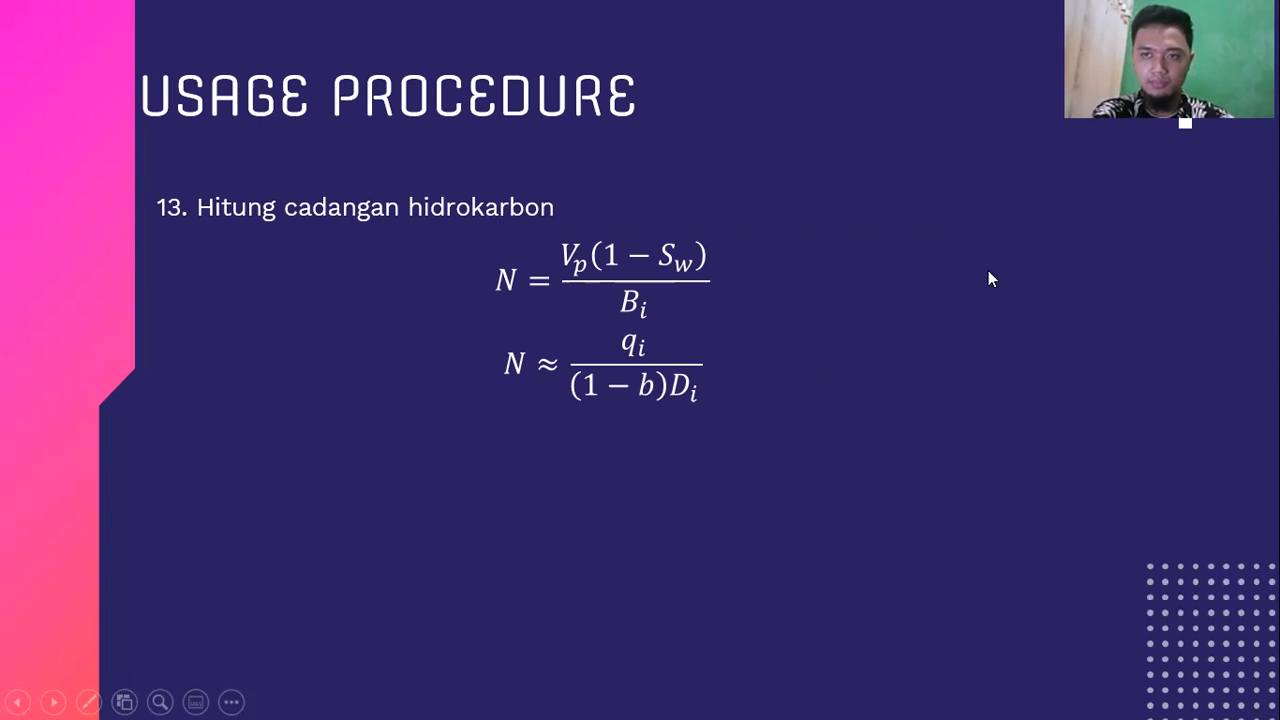 USAGE PROCEDURE
13. Hitung cadangan hidrokarbon
N = V_p(1 − S_w) / B_i
N ≈ q_i / (1 − b)D_i